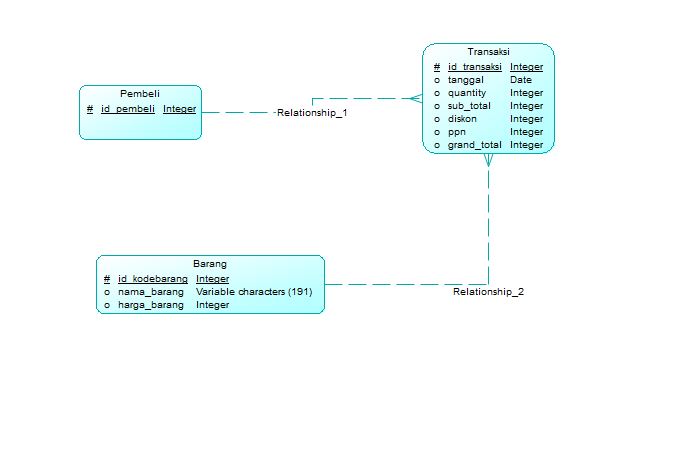 Pembeli
# id_pembeli Integer
Relationship_1
Transaksi
# id_transaksi Integer
o tanggal Date
o quantity Integer
o sub_total Integer
o diskon Integer
o ppn Integer
o grand_total Integer
Barang
# id_kodebarang Integer
o nama_barang Variable characters (191)
o harga_barang Integer
Relationship_2